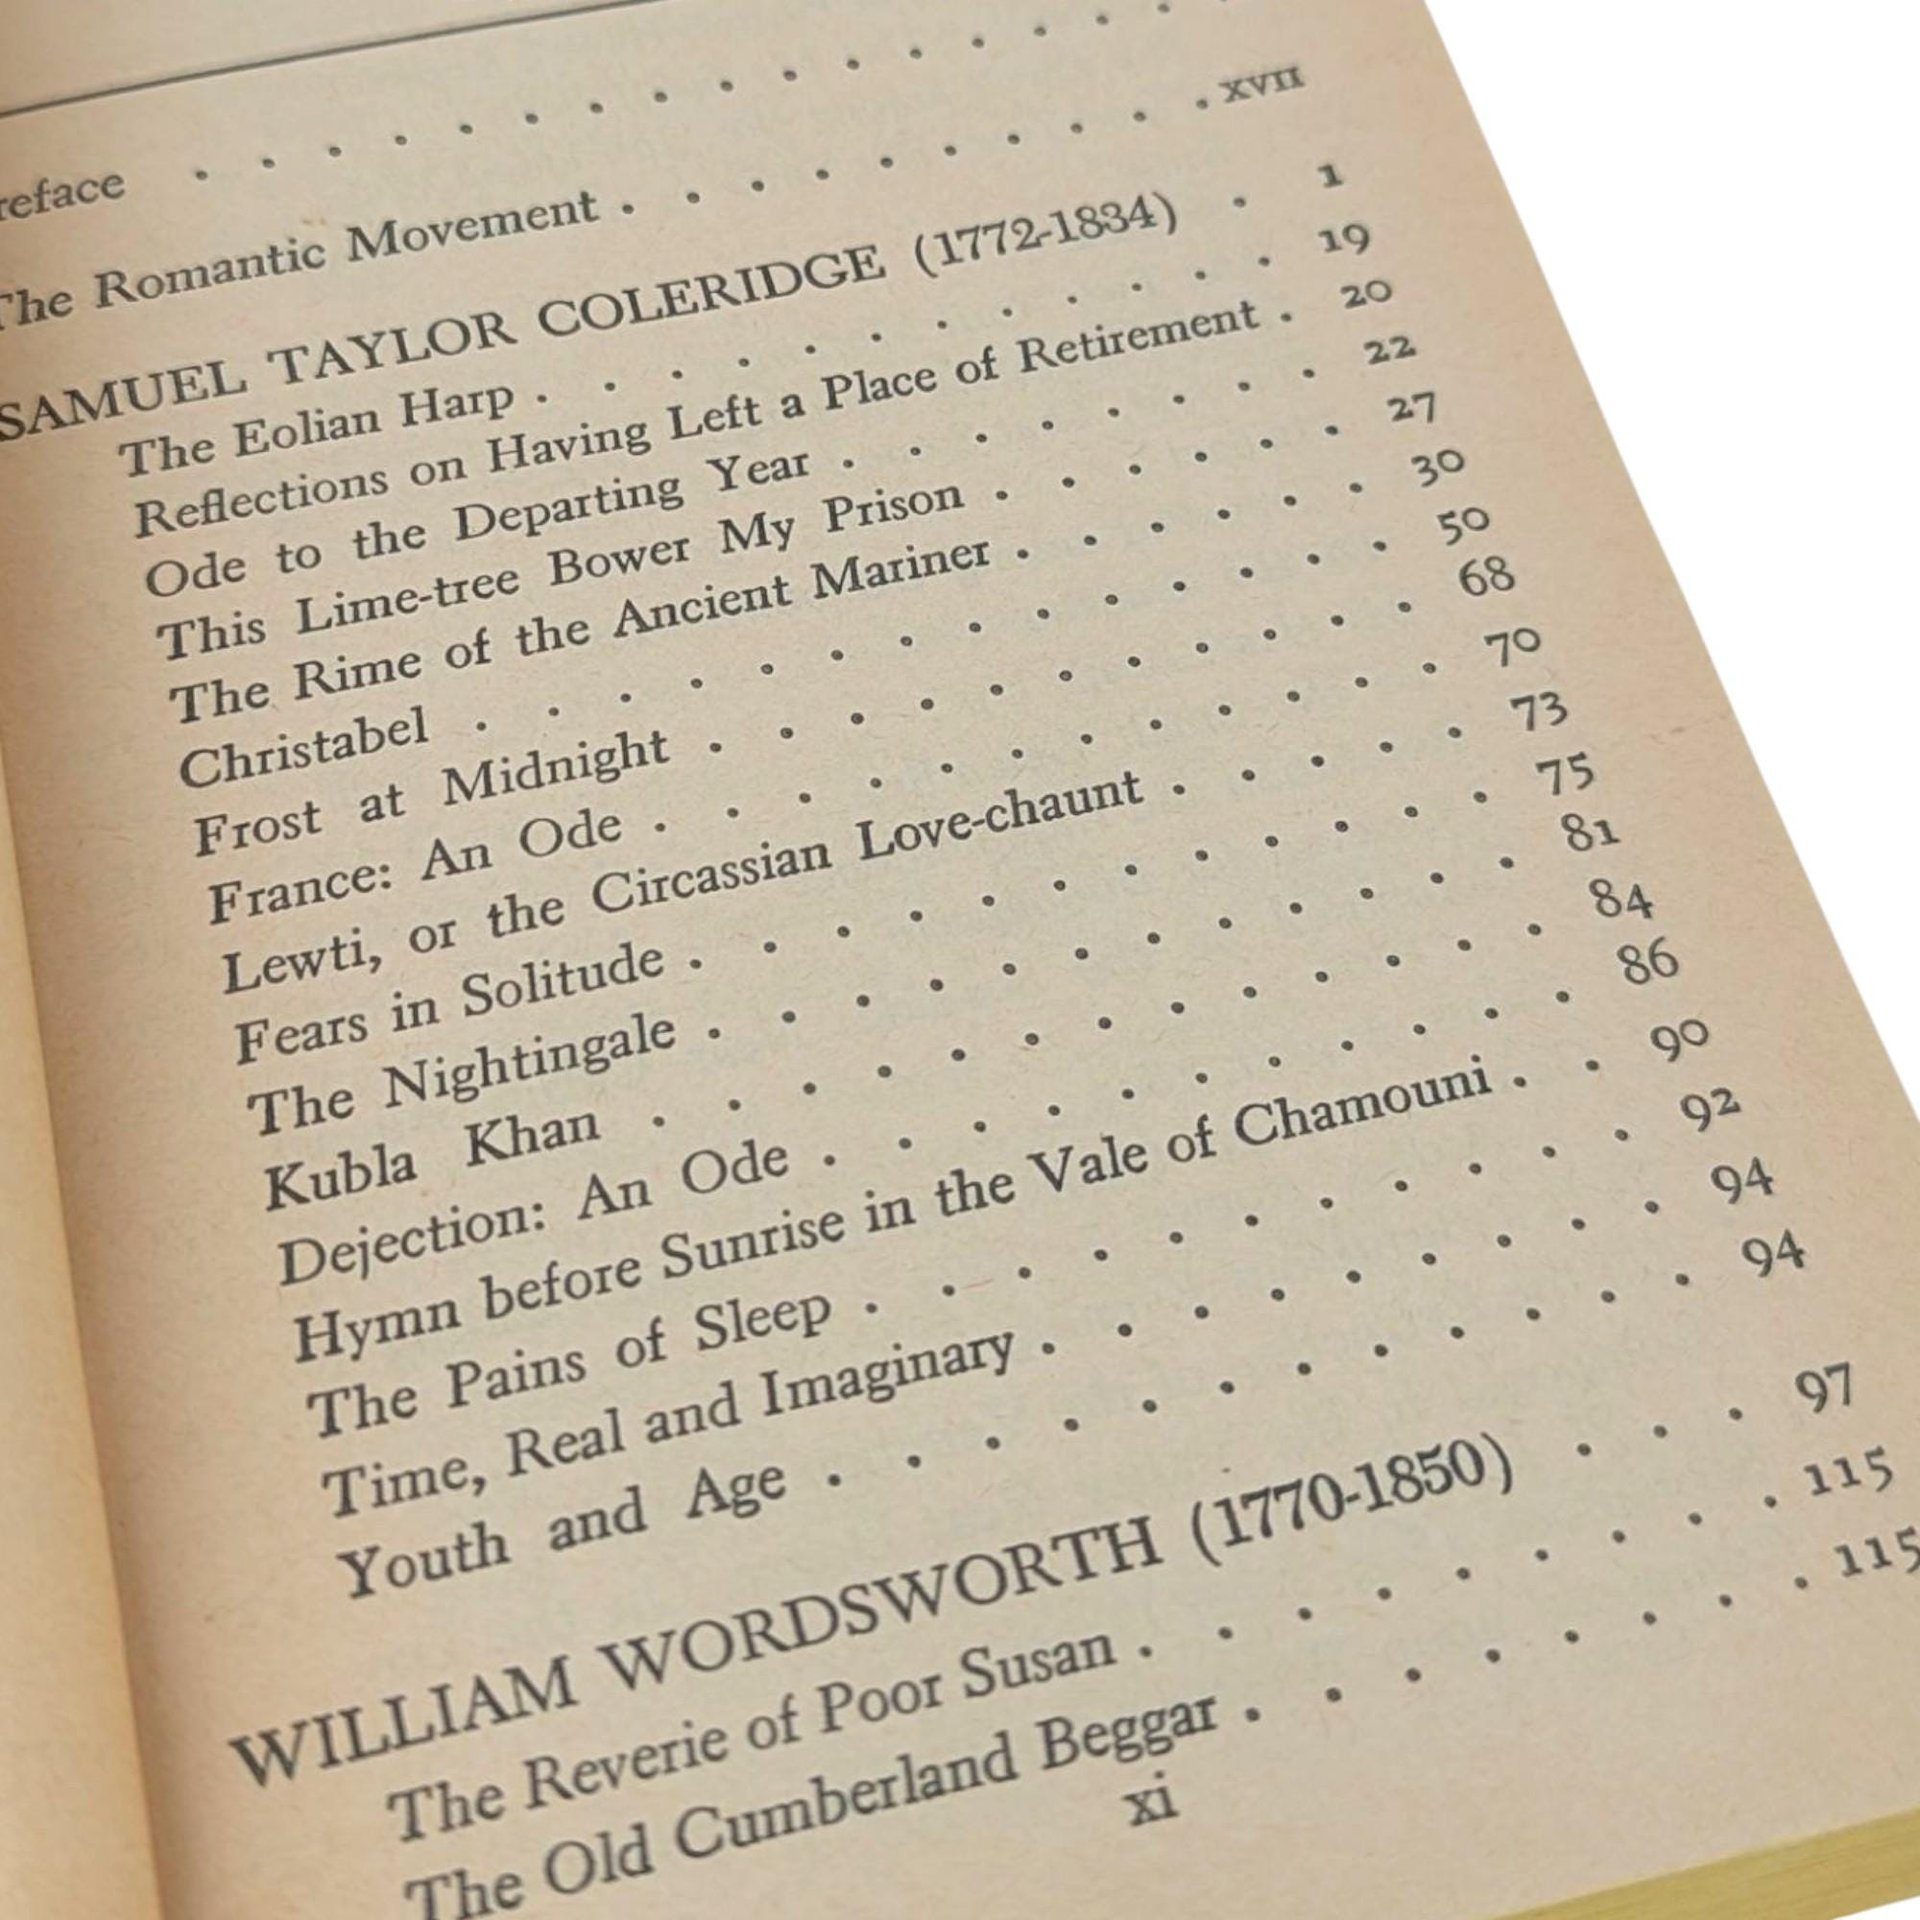 reface . . . . . . . . . . . . . . . .
The Romantic Movement . . . . . . . . . . xvii
SAMUEL TAYLOR COLERIDGE (1772-1834) . 1
The Eolian Harp . . . . . . . . . . . . 19
Reflections on Having Left a Place of Retirement . 20
Ode to the Departing Year . . . . . . . . 22
This Lime-tree Bower My Prison . . . . . . 27
The Rime of the Ancient Mariner . . . . . . 30
Christabel . . . . . . . . . . . . . . 50
Frost at Midnight . . . . . . . . . . . 68
France: An Ode . . . . . . . . . . . . 70
Lewti, or the Circassian Love-chaunt . . . . . 73
Fears in Solitude . . . . . . . . . . . . 75
The Nightingale . . . . . . . . . . . . 81
Kubla Khan . . . . . . . . . . . . . 84
Dejection: An Ode . . . . . . . . . . . 86
Hymn before Sunrise in the Vale of Chamouni . . 90
The Pains of Sleep . . . . . . . . . . . 92
Time, Real and Imaginary . . . . . . . . . 94
Youth and Age . . . . . . . . . . . . 94
WILLIAM WORDSWORTH (1770-1850) . . . 97
The Reverie of Poor Susan . . . . . . . . . 115
The Old Cumberland Beggar . . . . . . . . 115
xi